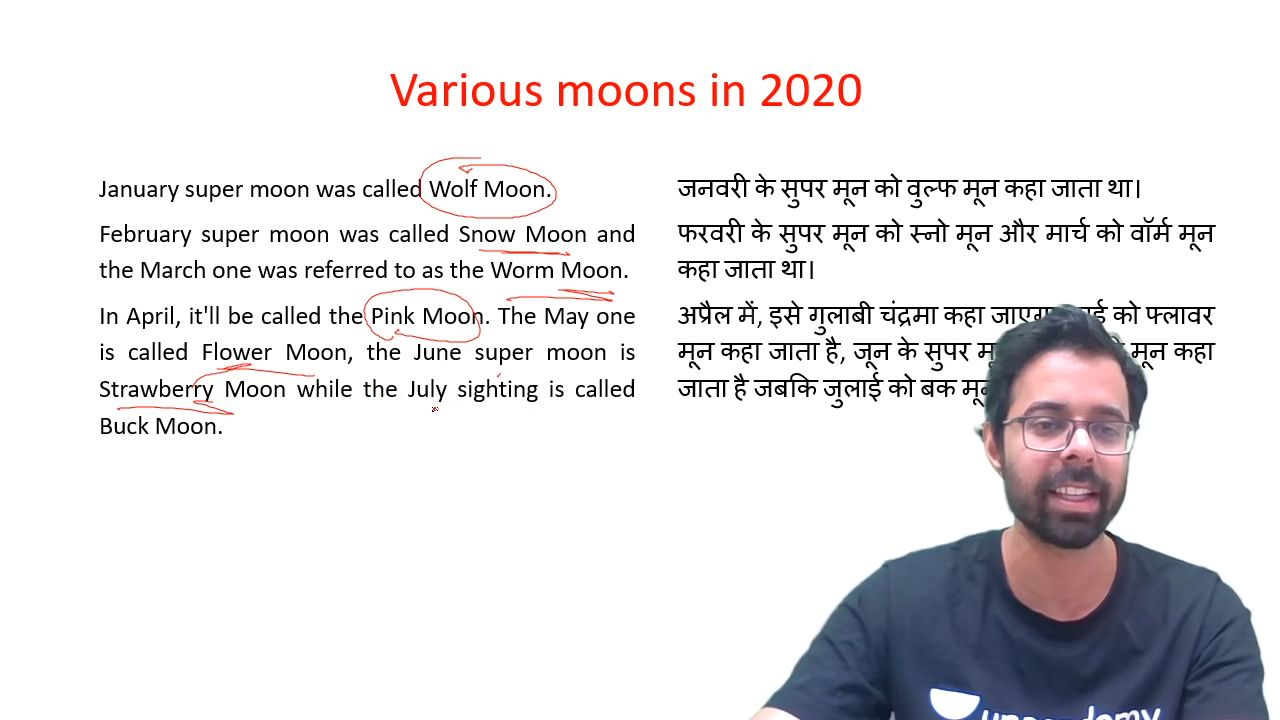 Various moons in 2020
January super moon was called Wolf Moon.
February super moon was called Snow Moon and
the March one was referred to as the Worm Moon.
In April, it'll be called the Pink Moon. The May one
is called Flower Moon, the June super moon is
Strawberry Moon while the July sighting is called
Buck Moon.
जनवरी के सुपर मून को वुल्फ मून कहा जाता था।
फरवरी के सुपर मून को स्नो मून और मार्च को वॉर्म मून
कहा जाता था।
अप्रैल में, इसे गुलाबी चंद्रमा कहा को फ्लावर
मून कहा जाता है, जून के सुपर मून कहा
जाता है जबकि जुलाई को बक